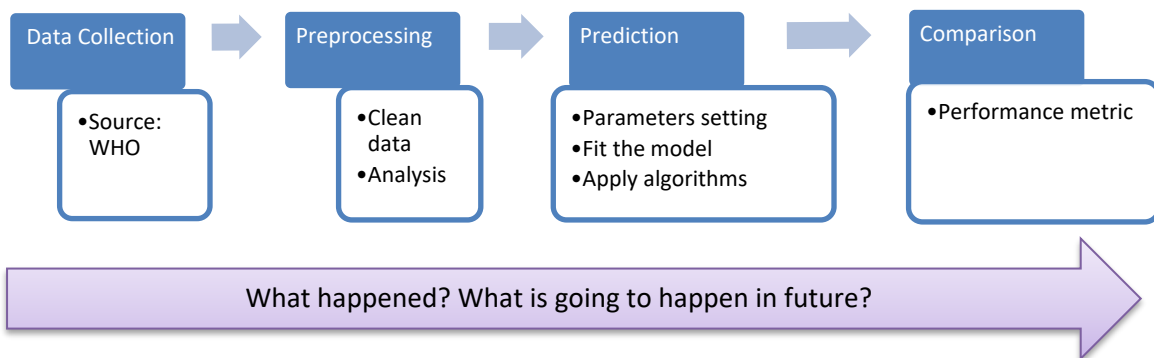 Data Collection
•Source:
WHO
Preprocessing
•Clean
data
•Analysis
Prediction
•Parameters setting
•Fit the model
•Apply algorithms
Comparison
•Performance metric
What happened? What is going to happen in future?